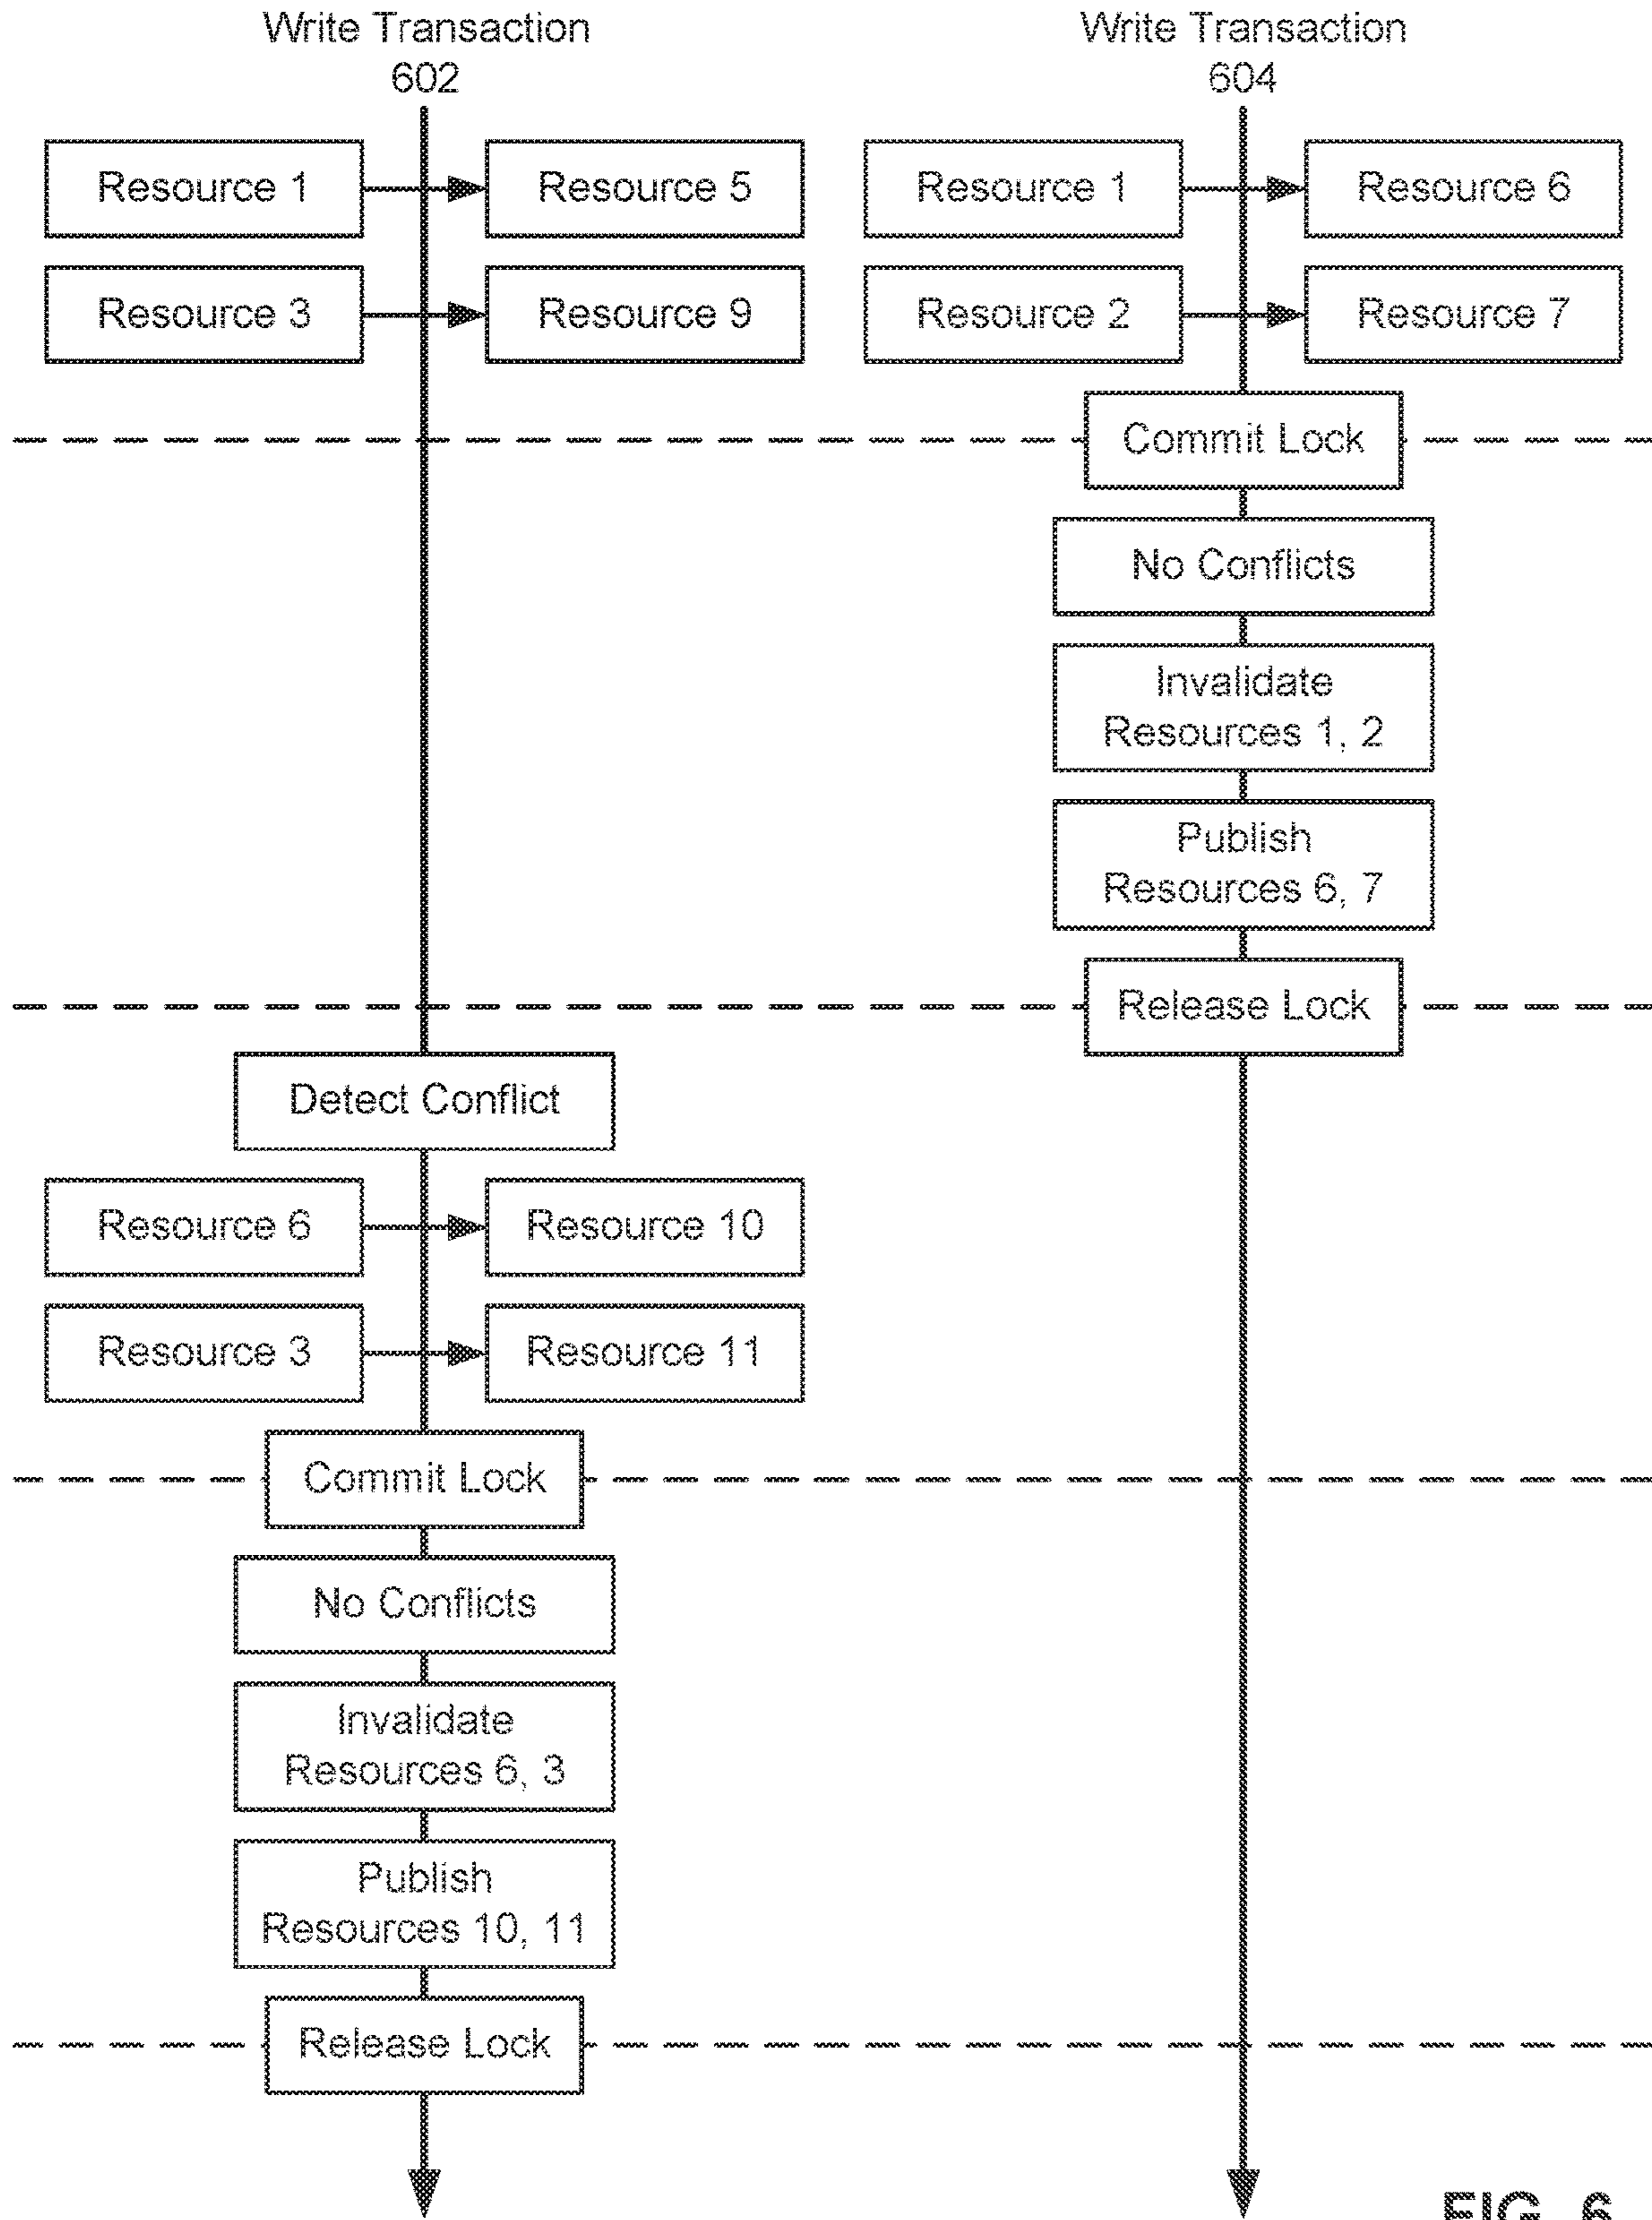 Write Transaction
602
Write Transaction
604
Resource 1
Resource 5
Resource 1
Resource 6
Resource 3
Resource 9
Resource 2
Resource 7
Commit Lock
No Conflicts
Invalidate
Resources 1, 2
Publish
Resources 6, 7
Release Lock
Detect Conflict
Resource 6
Resource 10
Resource 3
Resource 11
Commit Lock
No Conflicts
Invalidate
Resources 6, 3
Publish
Resources 10, 11
Release Lock
FIG. 6